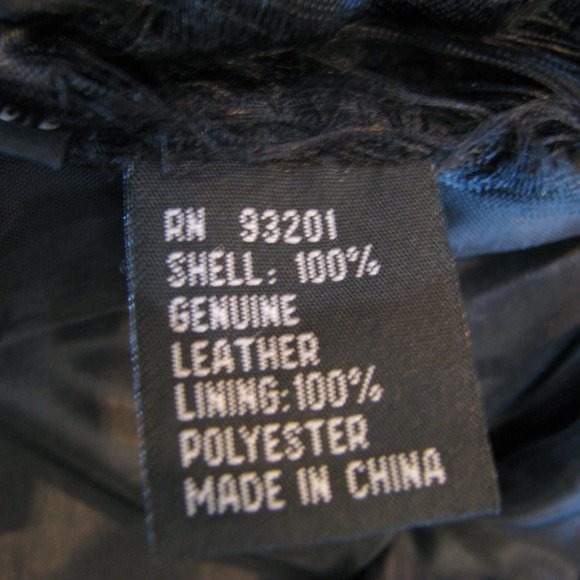 RN 93201
SHELL: 100%
GENUINE
LEATHER
LINING:100%
POLYESTER
MADE IN CHINA